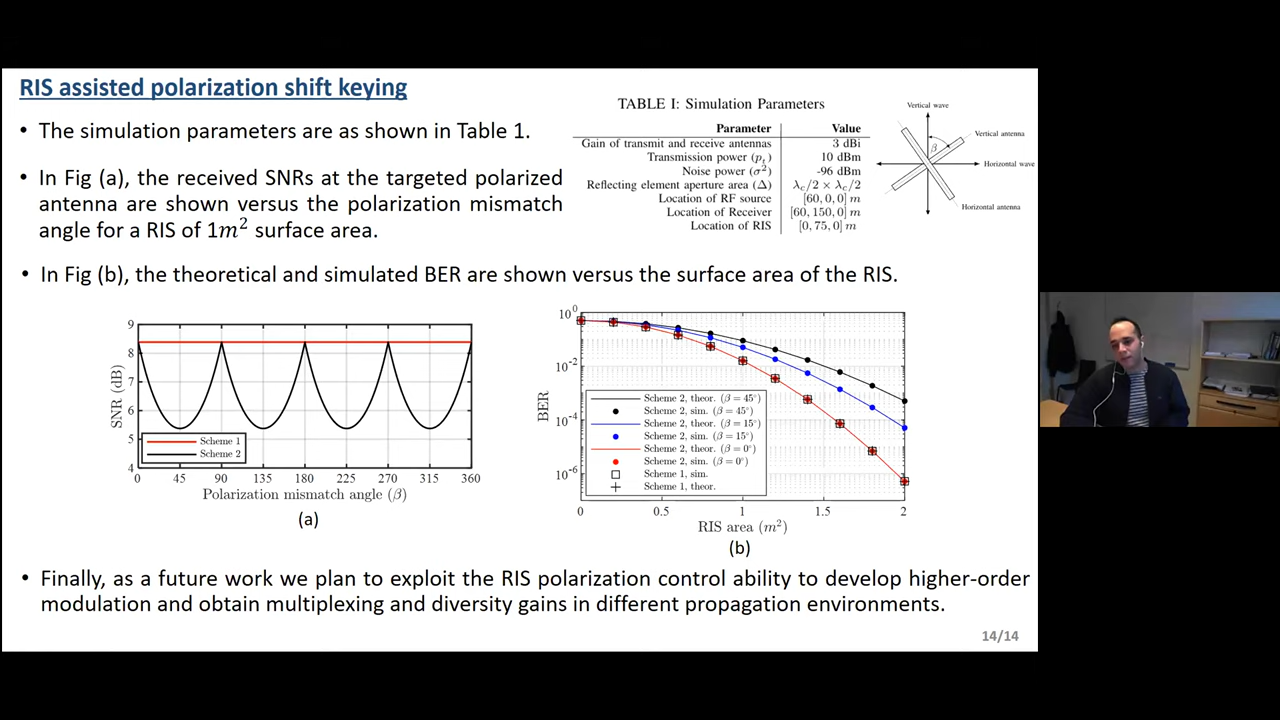 RIS assisted polarization shift keying
• The simulation parameters are as shown in Table 1.
• In Fig (a), the received SNRs at the targeted polarized
antenna are shown versus the polarization mismatch
angle for a RIS of 1m² surface area.
TABLE I: Simulation Parameters
Parameter Value
Gain of transmit and receive antennas 3 dBi
Transmission power (pₜ) 10 dBm
Noise power (σ²) -96 dBm
Reflecting element aperture area (Δ) λc/2 × λc/2
Location of RF source [60, 0, 0] m
Location of Receiver [60, 150, 0] m
Location of RIS [0, 75, 0] m
Vertical wave
Vertical antenna
β
Horizontal wave
Horizontal antenna
• In Fig (b), the theoretical and simulated BER are shown versus the surface area of the RIS.
SNR (dB)
9
8
7
6
5
4
Scheme 1
Scheme 2
0 45 90 135 180 225 270 315 360
Polarization mismatch angle (β)
(a)
BER
10⁰
10⁻²
10⁻⁴
10⁻⁶
Scheme 2, theor. (β = 45°)
Scheme 2, sim. (β = 45°)
Scheme 2, theor. (β = 15°)
Scheme 2, sim. (β = 15°)
Scheme 2, theor. (β = 0°)
Scheme 2, sim. (β = 0°)
Scheme 1, sim.
Scheme 1, theor.
0 0.5 1 1.5 2
RIS area (m²)
(b)
• Finally, as a future work we plan to exploit the RIS polarization control ability to develop higher-order
modulation and obtain multiplexing and diversity gains in different propagation environments.
14/14